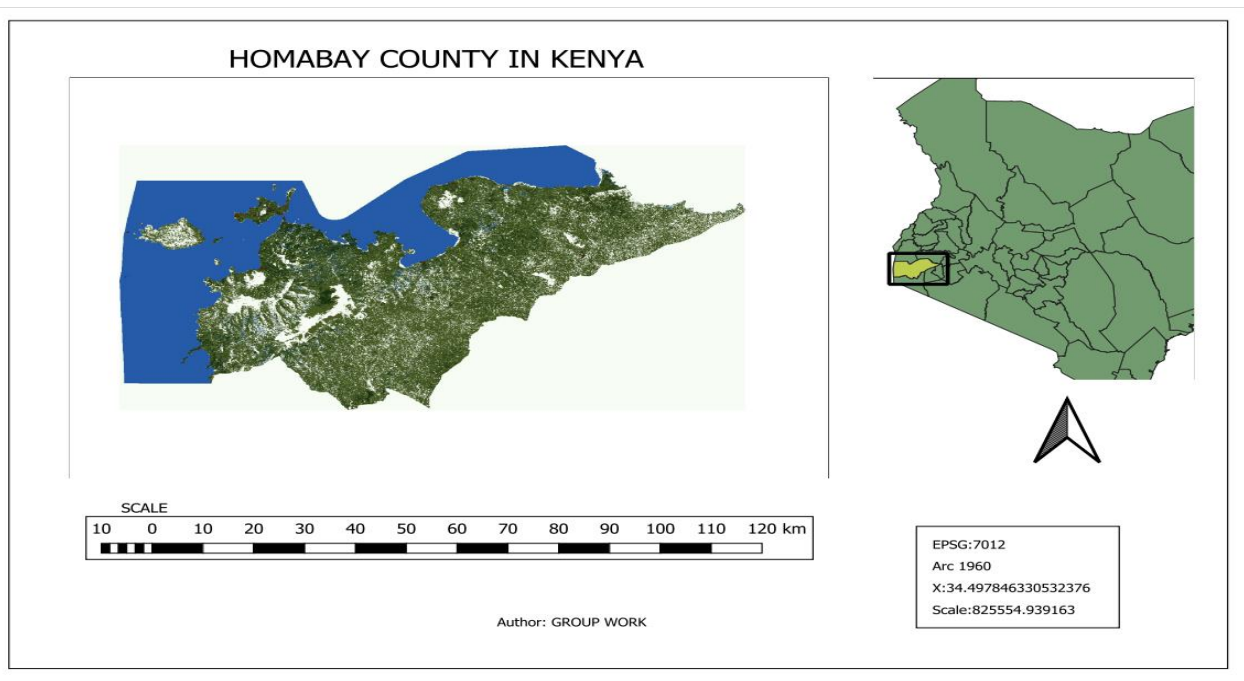 HOMABAY COUNTY IN KENYA
SCALE
10 0 10 20 30 40 50 60 70 80 90 100 110 120 km
EPSG:7012
Arc 1960
X:34.497846330532376
Scale:825554.939163
Author: GROUP WORK